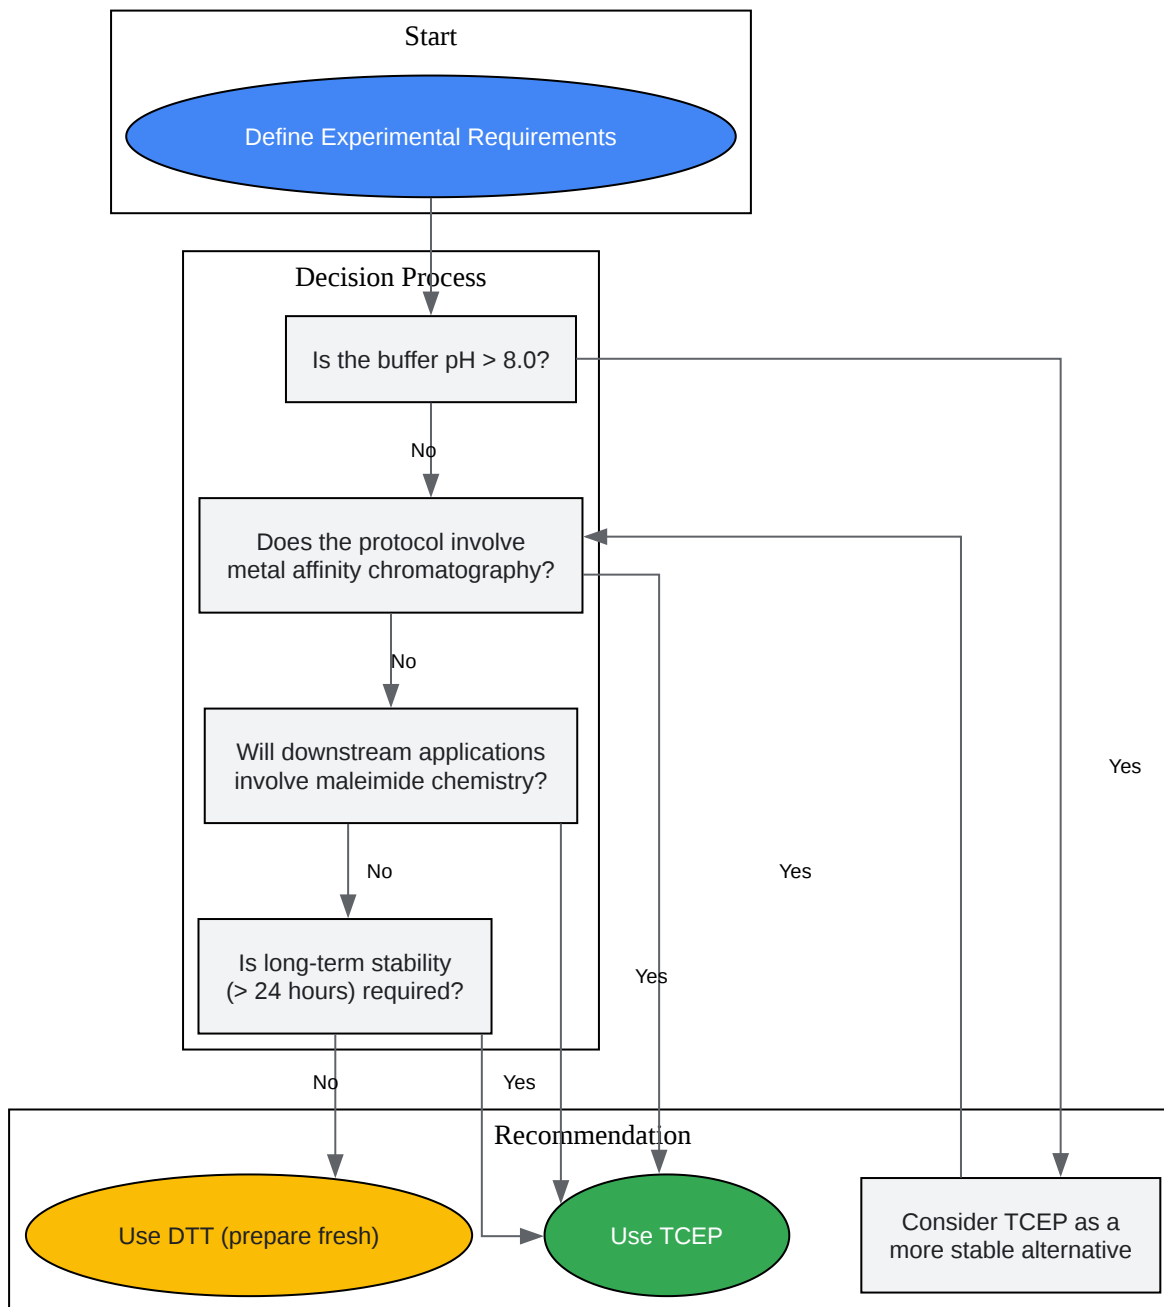 Start
Define Experimental Requirements
Decision Process
Is the buffer pH > 8.0?
No
Does the protocol involve
metal affinity chromatography?
No
Will downstream applications
involve maleimide chemistry?
Yes
No
Yes
Is long-term stability
(> 24 hours) required?
Yes
No
Yes
Recommendation
Use DTT (prepare fresh)
Use TCEP
Consider TCEP as a
more stable alternative